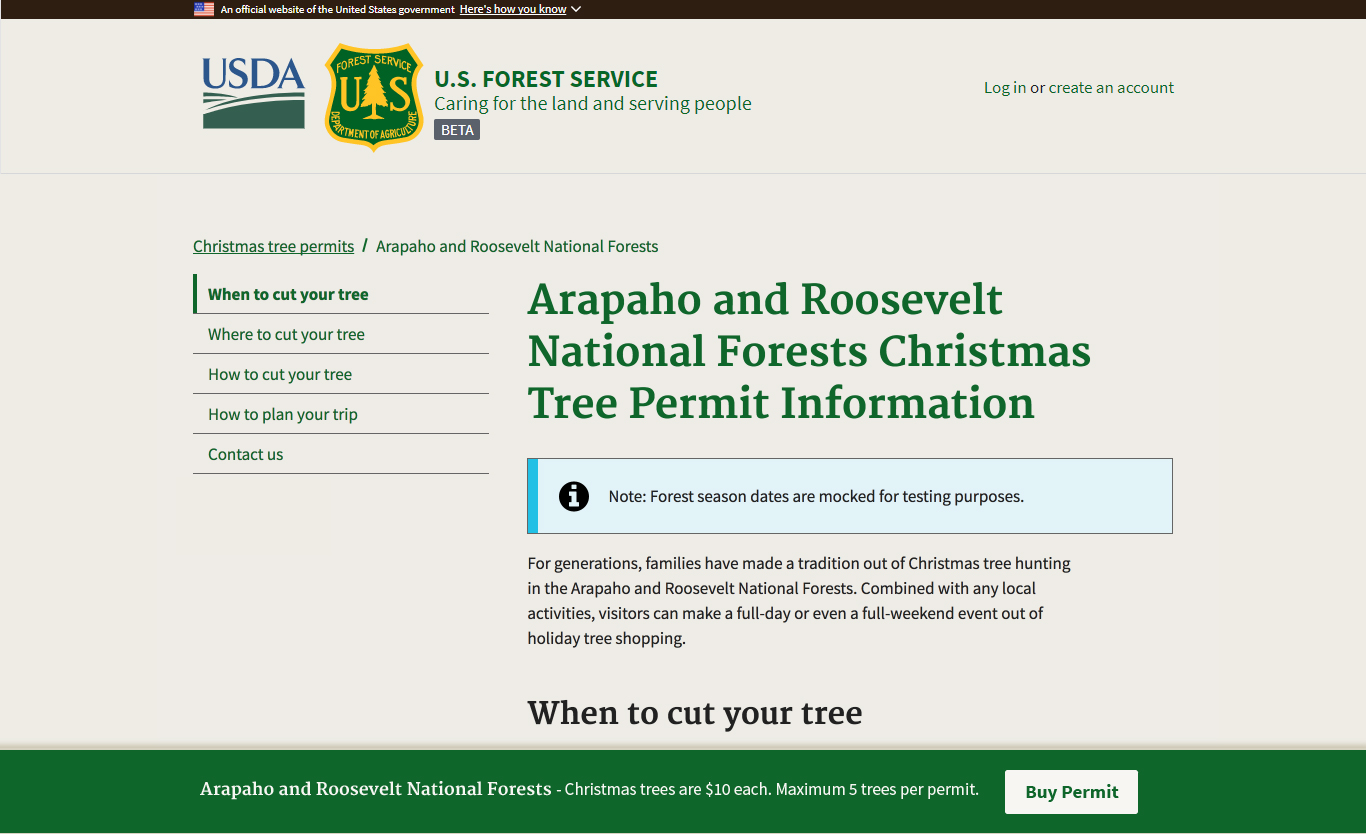 An official website of the United States government Here's how you know
USDA
FOREST SERVICE
U S
DEPARTMENT OF AGRICULTURE
U.S. FOREST SERVICE
Caring for the land and serving people
BETA
Log in or create an account
Christmas tree permits / Arapaho and Roosevelt National Forests
When to cut your tree
Where to cut your tree
How to cut your tree
How to plan your trip
Contact us
Arapaho and Roosevelt
National Forests Christmas
Tree Permit Information
Note: Forest season dates are mocked for testing purposes.
For generations, families have made a tradition out of Christmas tree hunting
in the Arapaho and Roosevelt National Forests. Combined with any local
activities, visitors can make a full-day or even a full-weekend event out of
holiday tree shopping.
When to cut your tree
Arapaho and Roosevelt National Forests - Christmas trees are $10 each. Maximum 5 trees per permit.
Buy Permit